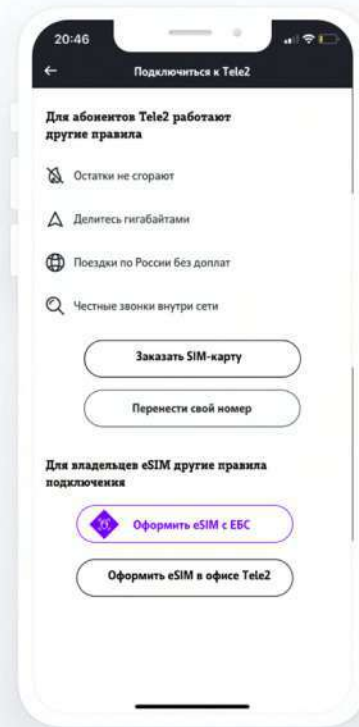 20:46
Подключиться к Tele2
Для абонентов Tele2 работают
другие правила
Остатки не сгорают
Делитесь гигабайтами
Поездки по России без доплат
Честные звонки внутри сети
Заказать SIM-карту
Перенести свой номер
Для владельцев eSIM другие правила
подключения
Оформить eSIM с ЕБС
Оформить eSIM в офисе Tele2